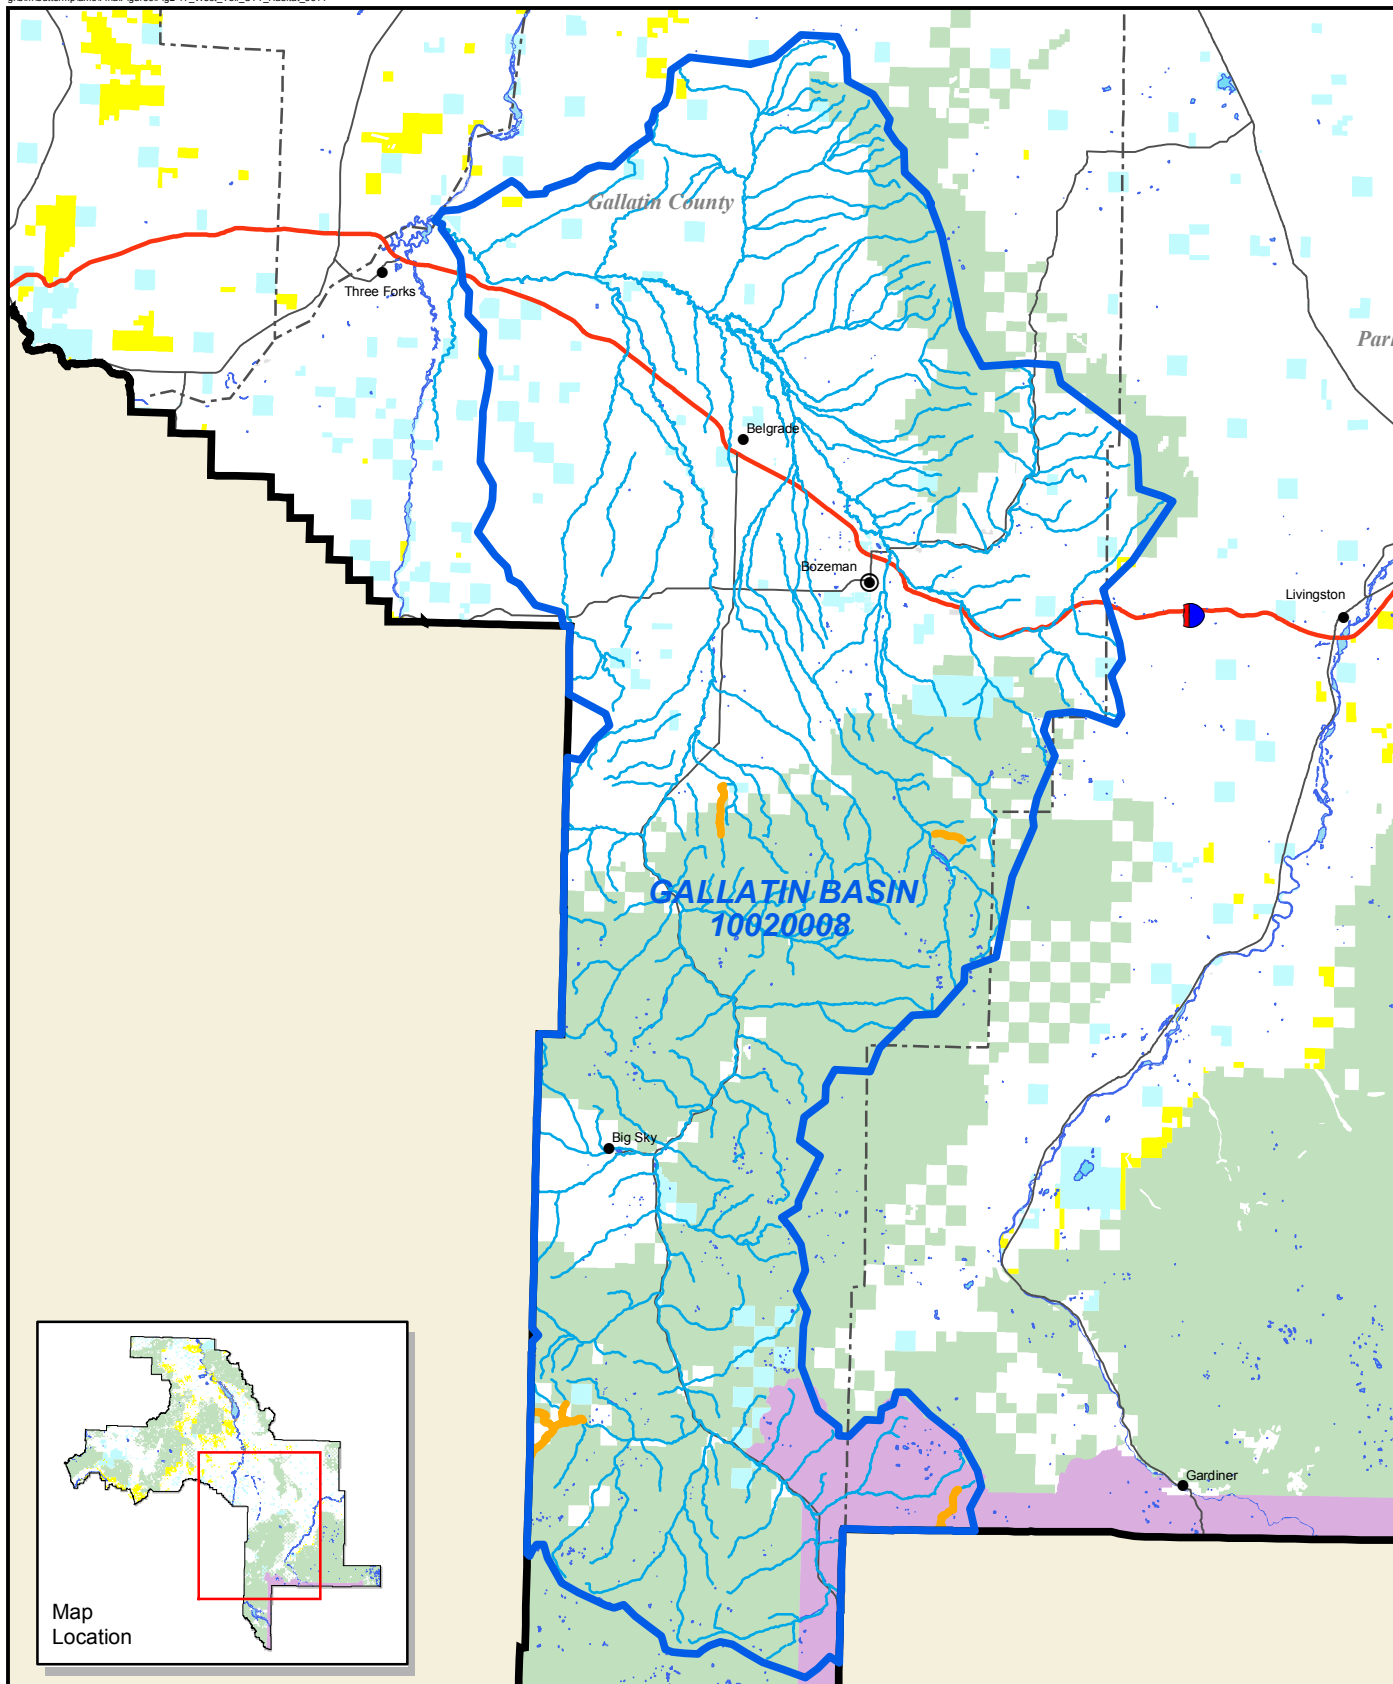 Gallatin County
Three Forks
Belgrade
Bozeman
Livingston
GALLATIN BASIN
10020008
Big Sky
Gardiner
Map
Location